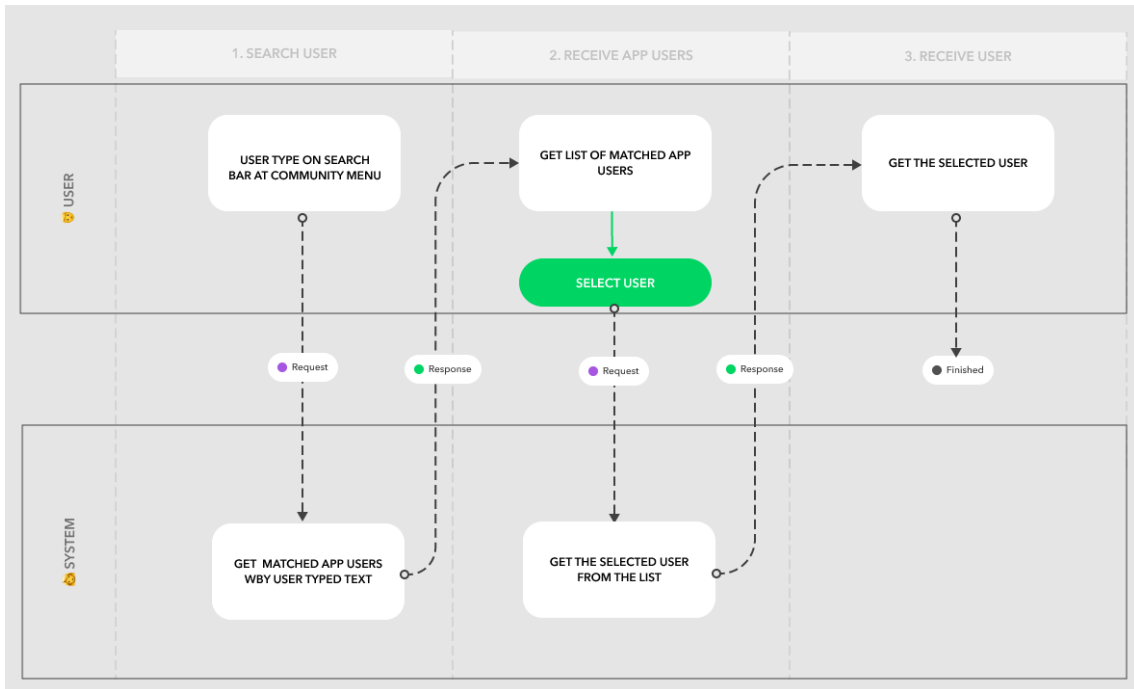 1. SEARCH USER
2. RECEIVE APP USERS
3. RECEIVE USER
USER
USER TYPE ON SEARCH
BAR AT COMMUNITY MENU
GET LIST OF MATCHED APP
USERS
GET THE SELECTED USER
SELECT USER
Request
Response
Request
Response
Finished
SYSTEM
GET MATCHED APP USERS
WBY USER TYPED TEXT
GET THE SELECTED USER
FROM THE LIST